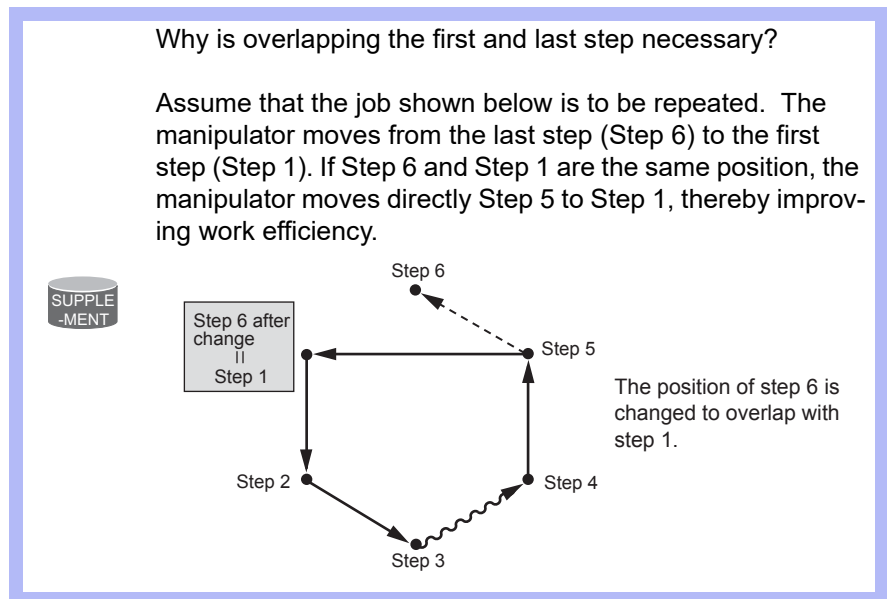 Why is overlapping the first and last step necessary?
Assume that the job shown below is to be repeated.  The
manipulator moves from the last step (Step 6) to the first
step (Step 1). If Step 6 and Step 1 are the same position, the
manipulator moves directly Step 5 to Step 1, thereby improv-
ing work efficiency.
SUPPLE
-MENT
Step 6
Step 6 after
change
=
Step 1
Step 5
The position of step 6 is
changed to overlap with
step 1.
Step 2
Step 4
Step 3